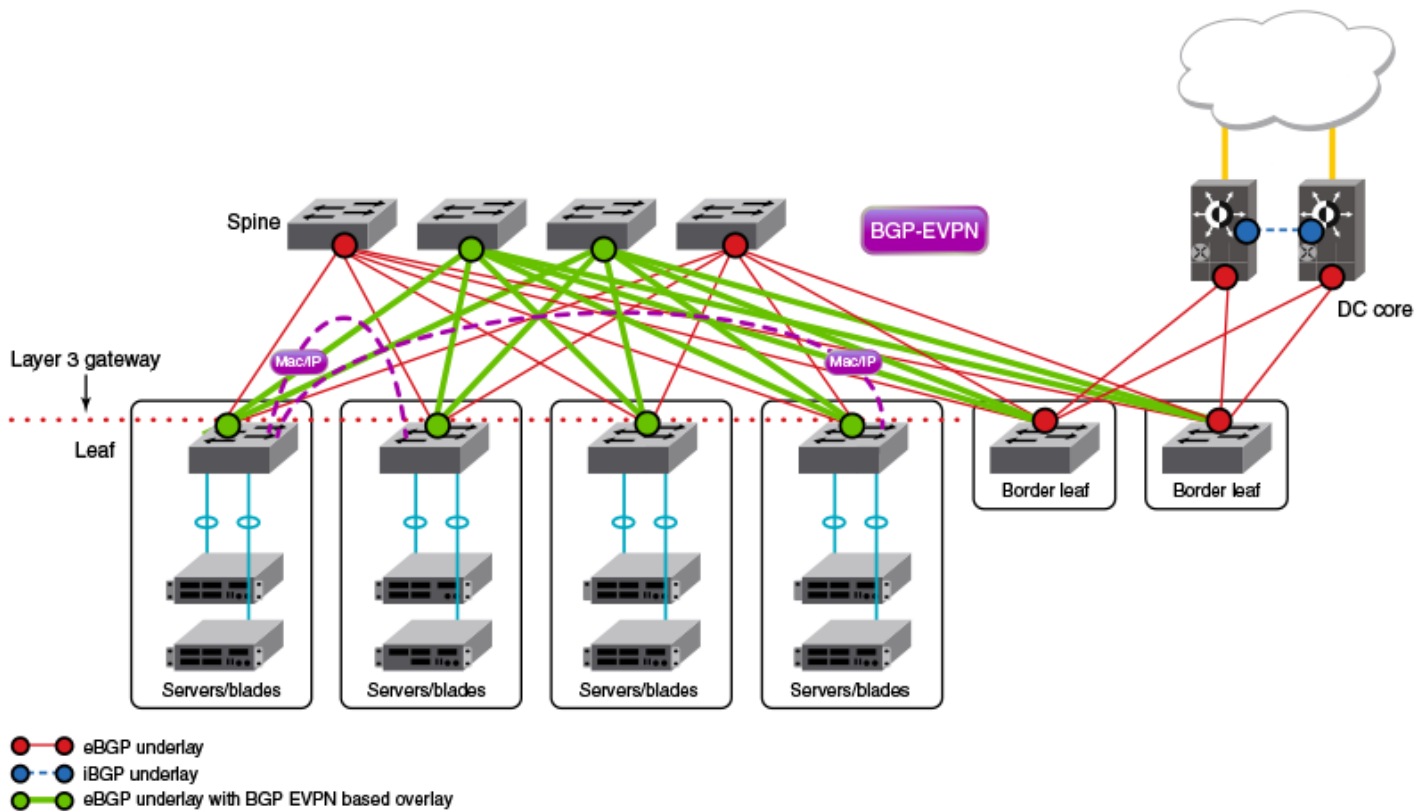 Spine
BGP-EVPN
DC core
Layer 3 gateway
Mac/IP
Mac/IP
Leaf
Border leaf
Border leaf
Servers/blades
Servers/blades
Servers/blades
Servers/blades
eBGP underlay
iBGP underlay
eBGP underlay with BGP EVPN based overlay